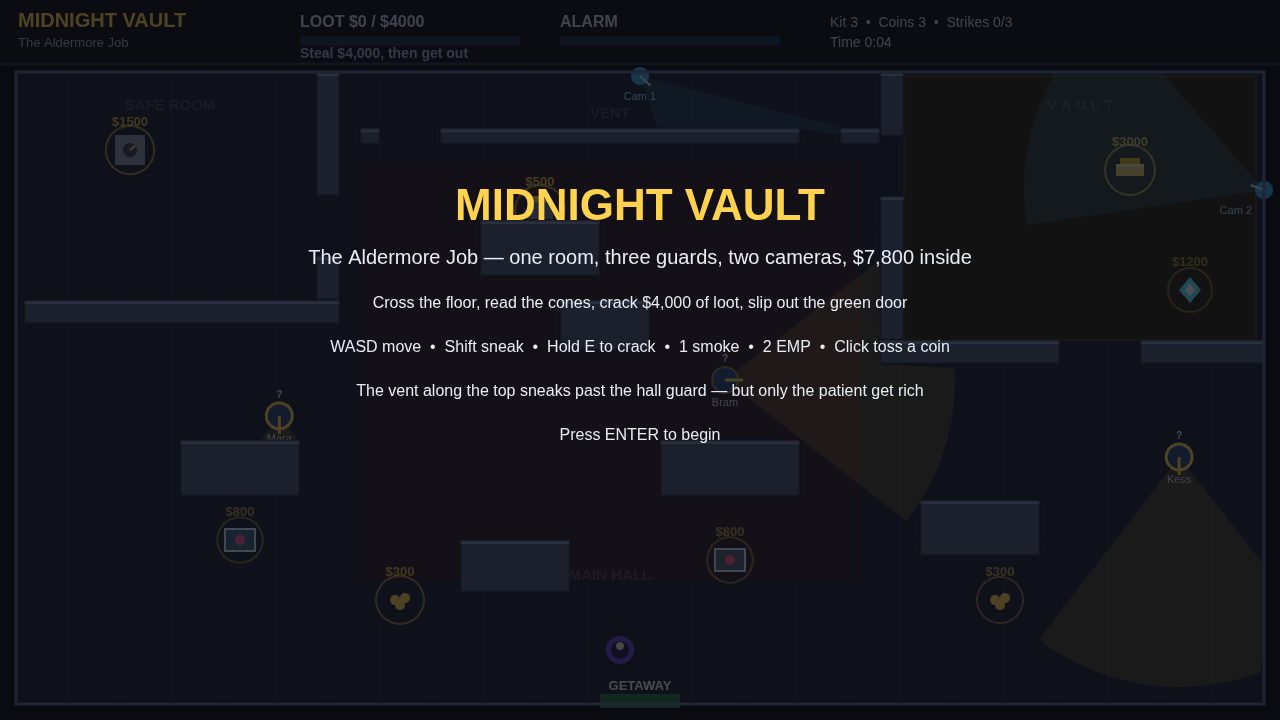 MIDNIGHT VAULT
The Aldermore Job
LOOT $0 / $4000
Steal $4,000, then get out
ALARM
Kit 3 • Coins 3 • Strikes 0/3
Time 0:04
SAFE ROOM
$1500
Cam 1
VENT
VAULT
$3000
Cam 2
$1200
$500
MIDNIGHT VAULT
The Aldermore Job — one room, three guards, two cameras, $7,800 inside
Cross the floor, read the cones, crack $4,000 of loot, slip out the green door
WASD move • Shift sneak • Hold E to crack • 1 smoke • 2 EMP • Click toss a coin
?
Bram
The vent along the top sneaks past the hall guard — but only the patient get rich
?
Mara
Press ENTER to begin
?
Kess
$800
$800
$300
MAIN HALL
$300
GETAWAY